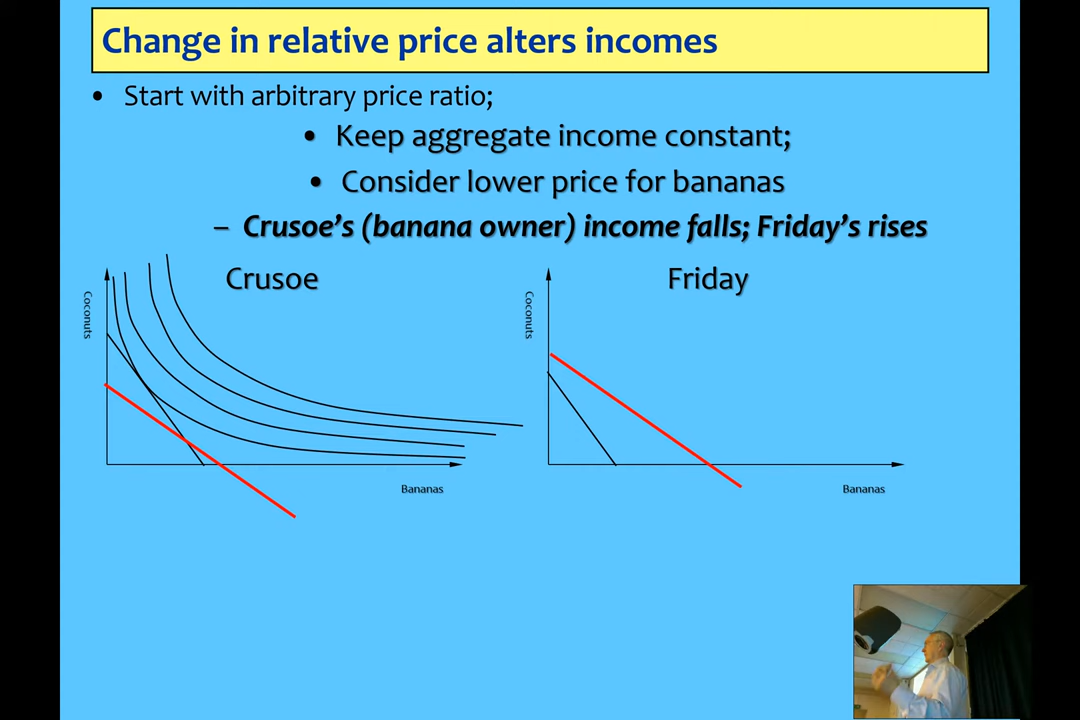 Change in relative price alters incomes
• Start with arbitrary price ratio;
• Keep aggregate income constant;
• Consider lower price for bananas
– Crusoe’s (banana owner) income falls; Friday’s rises
Crusoe
Friday
Coconuts
Coconuts
Bananas
Bananas